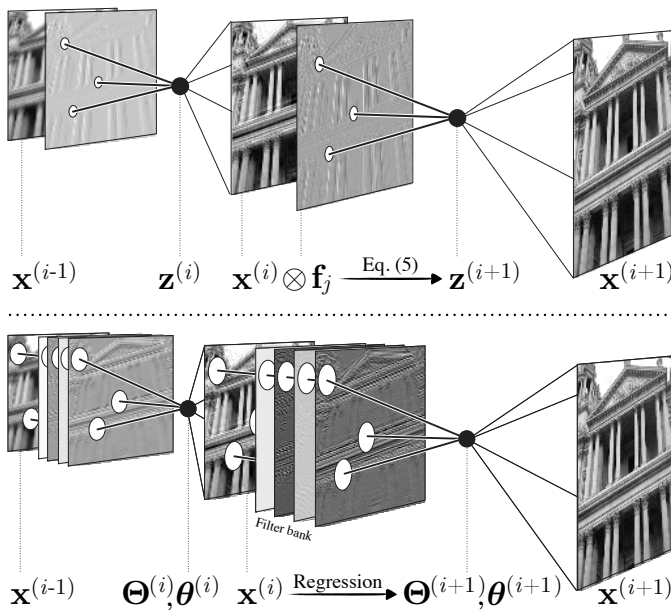 x^(i-1) z^(i) x^(i) ⊗ f_j Eq. (5) z^(i+1) x^(i+1)
Filter bank
x^(i-1) Θ^(i),θ^(i) x^(i) Regression Θ^(i+1),θ^(i+1) x^(i+1)